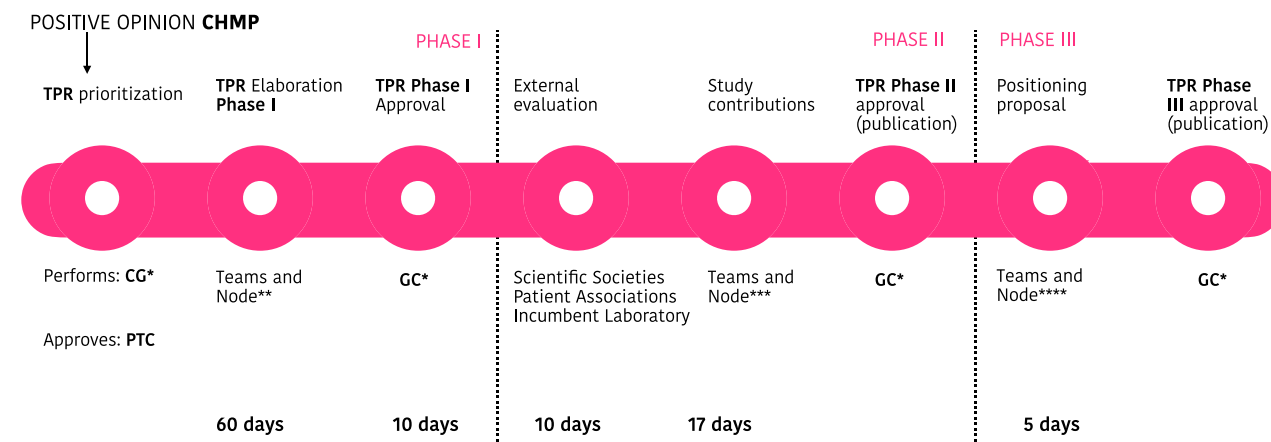 POSITIVE OPINION CHMP
PHASE I
PHASE II
PHASE III
TPR prioritization
TPR Elaboration
Phase I
TPR Phase I
Approval
External
evaluation
Study
contributions
TPR Phase II
approval
(publication)
Positioning
proposal
TPR Phase
III approval
(publication)
Performs: CG*
Approves: PTC
Teams and
Node**
GC*
Scientific Societies
Patient Associations
Incumbent Laboratory
Teams and
Node***
GC*
Teams and
Node****
GC*
60 days
10 days
10 days
17 days
5 days